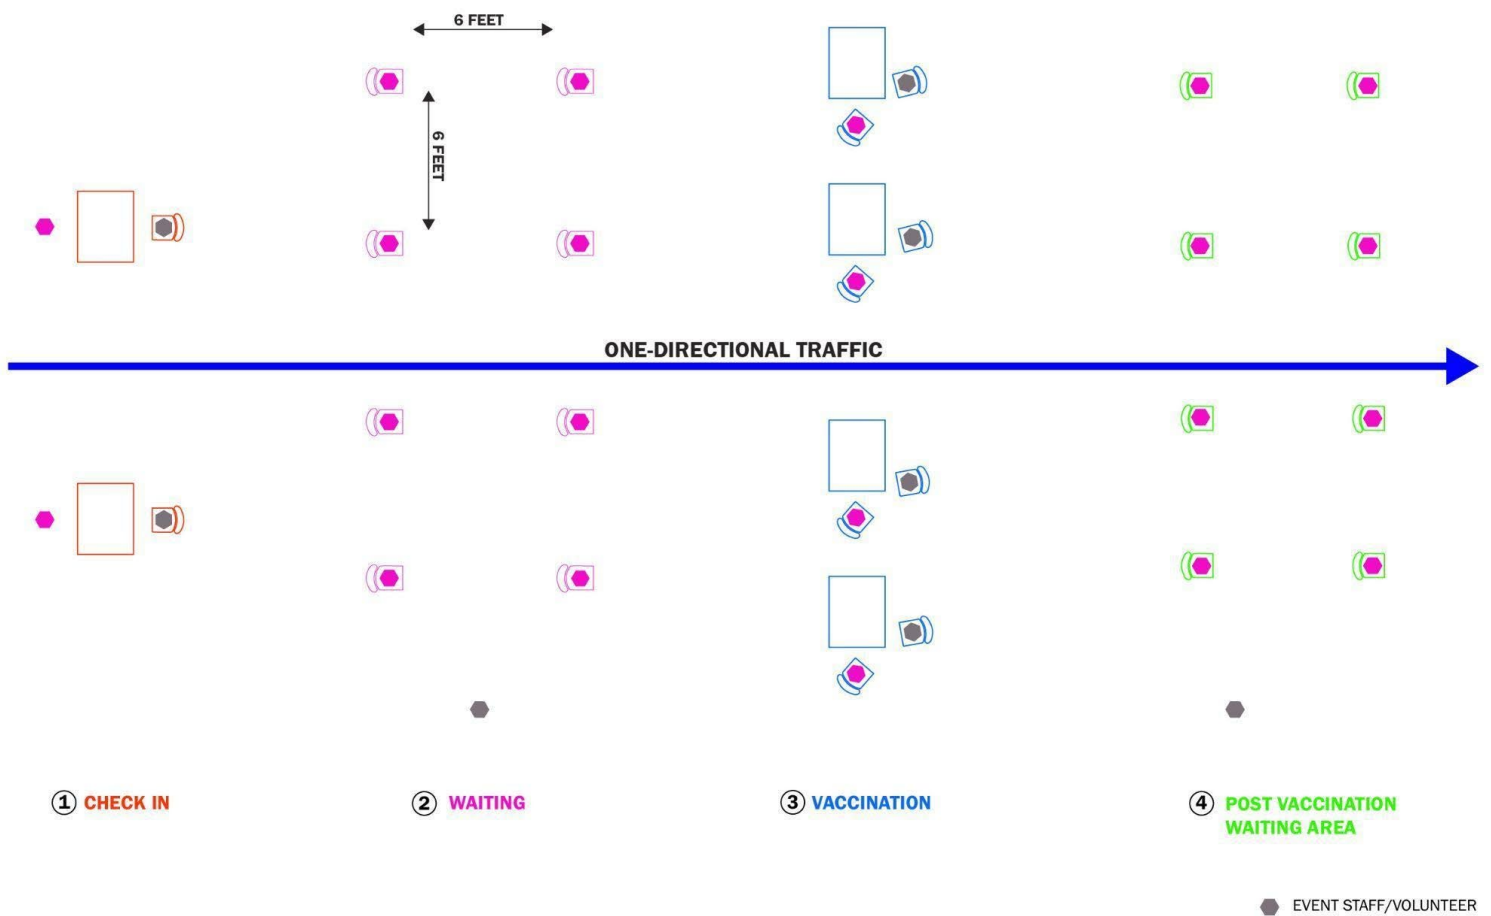 6 FEET
6 FEET
ONE-DIRECTIONAL TRAFFIC
1 CHECK IN
2 WAITING
3 VACCINATION
4 POST VACCINATION
WAITING AREA
EVENT STAFF/VOLUNTEER